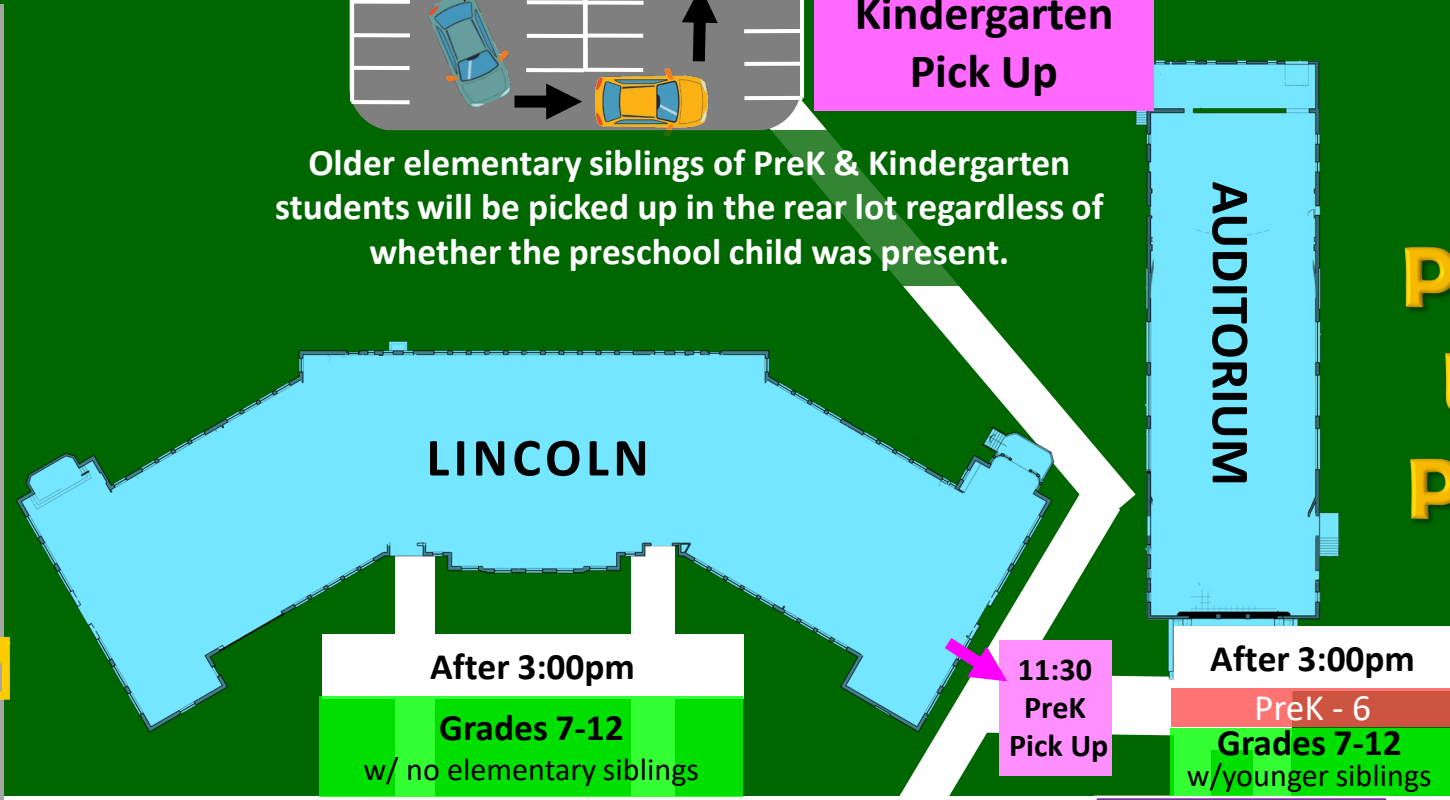 Kindergarten
Pick Up
Older elementary siblings of PreK & Kindergarten
students will be picked up in the rear lot regardless of
whether the preschool child was present.
AUDITORIUM
P
P
LINCOLN
After 3:00pm
Grades 7-12
w/ no elementary siblings
11:30
PreK
Pick Up
After 3:00pm
PreK - 6
Grades 7-12
w/younger siblings